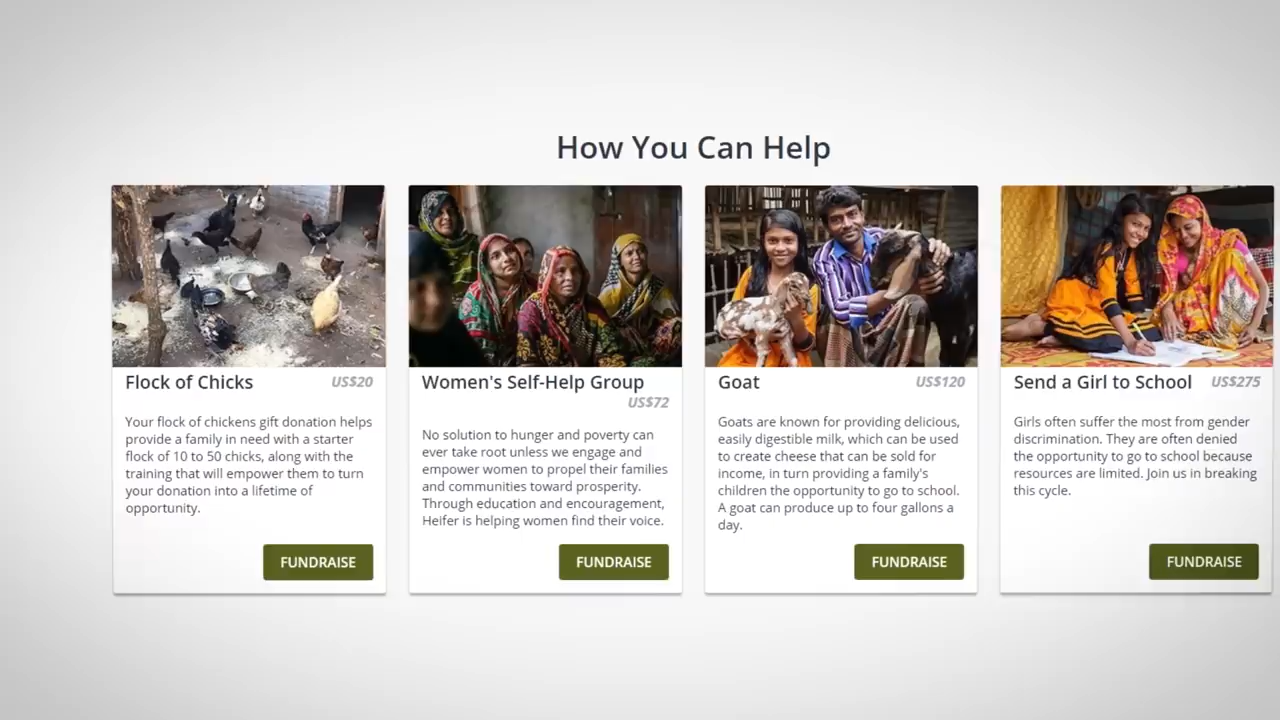 How You Can Help
Flock of Chicks US$20
Your flock of chickens gift donation helps
provide a family in need with a starter
flock of 10 to 50 chicks, along with the
training that will empower them to turn
your donation into a lifetime of
opportunity.
FUNDRAISE
Women's Self-Help Group
US$72
No solution to hunger and poverty can
ever take root unless we engage and
empower women to propel their families
and communities toward prosperity.
Through education and encouragement,
Heifer is helping women find their voice.
FUNDRAISE
Goat US$120
Goats are known for providing delicious,
easily digestible milk, which can be used
to create cheese that can be sold for
income, in turn providing a family's
children the opportunity to go to school.
A goat can produce up to four gallons a
day.
FUNDRAISE
Send a Girl to School US$275
Girls often suffer the most from gender
discrimination. They are often denied
the opportunity to go to school because
resources are limited. Join us in breaking
this cycle.
FUNDRAISE